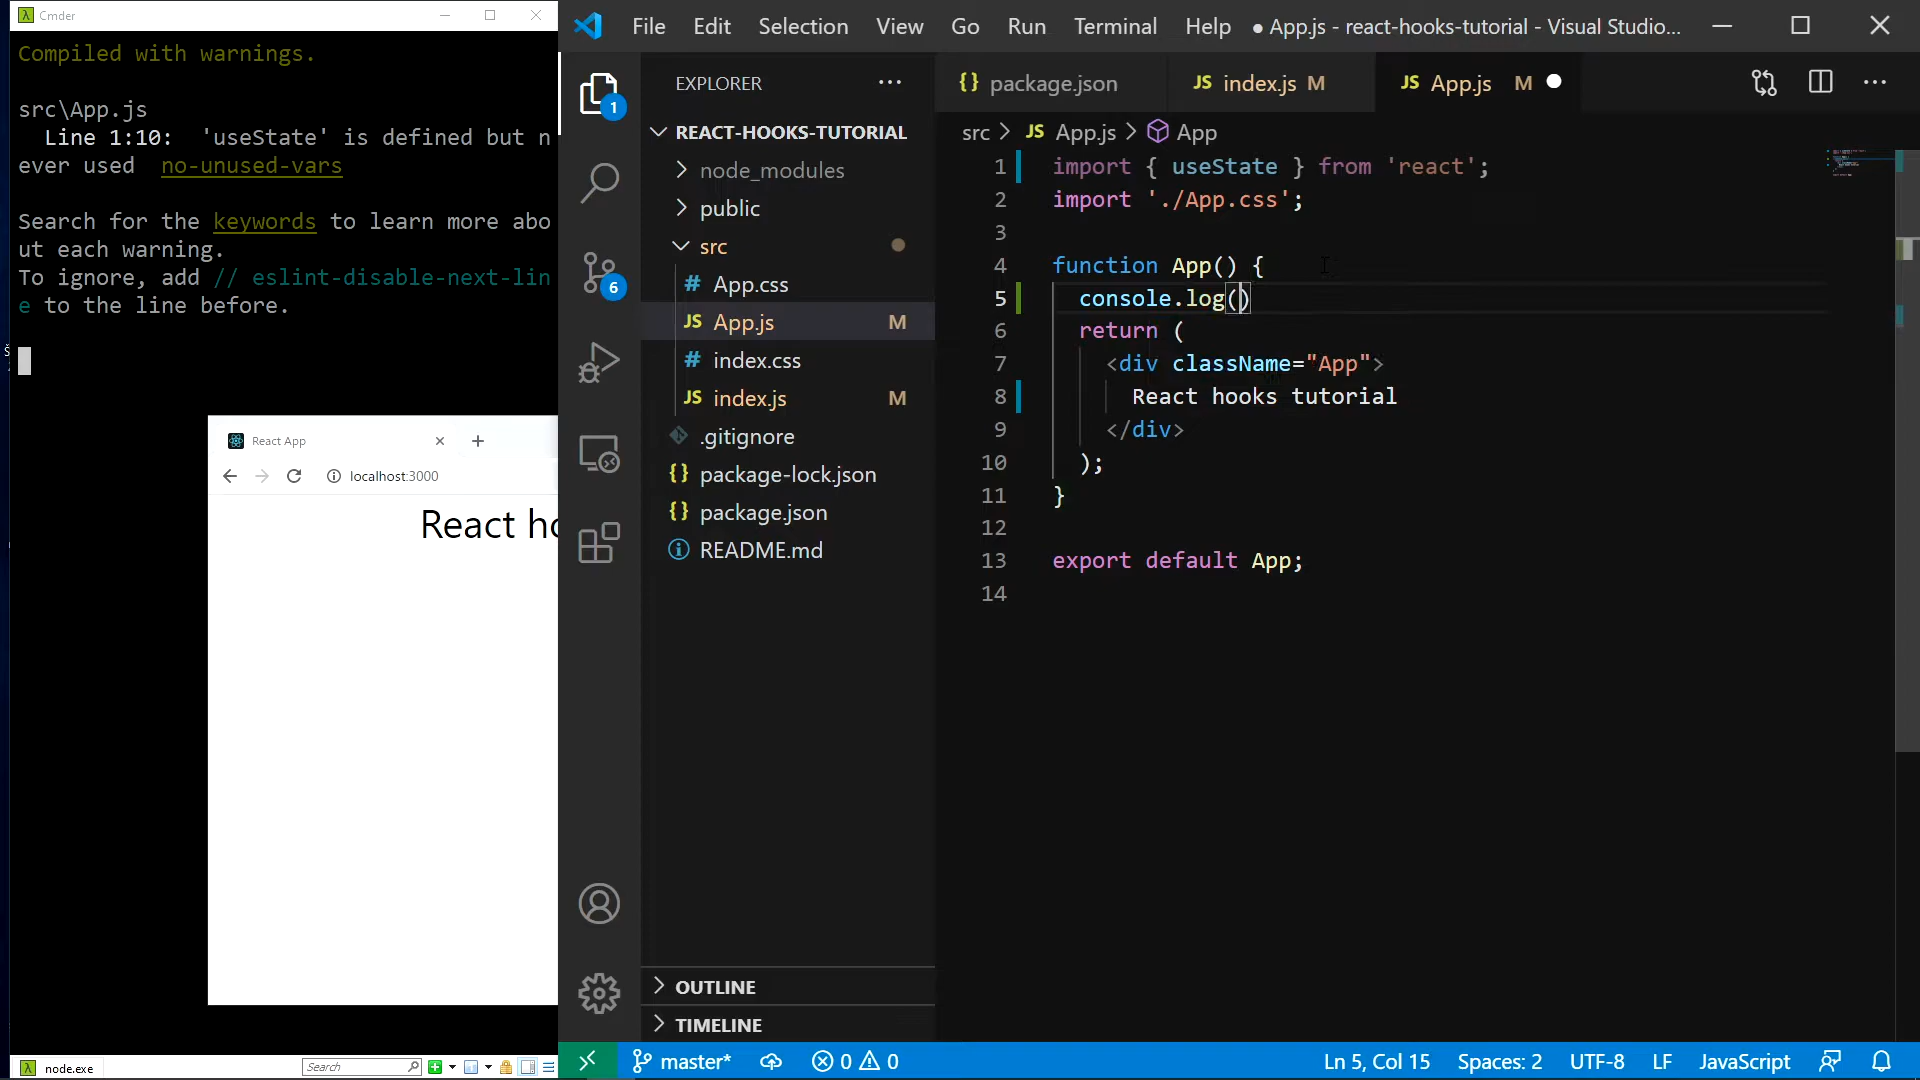 Cmder
Compiled with warnings.
src\App.js
Line 1:10: 'useState' is defined but n
ever used no-unused-vars
Search for the keywords to learn more abo
ut each warning.
To ignore, add // eslint-disable-next-lin
e to the line before.
React App
localhost:3000
React ho
node.exe
Search
File Edit Selection View Go Run Terminal Help
● App.js - react-hooks-tutorial - Visual Studio...
1
6
EXPLORER
REACT-HOOKS-TUTORIAL
node_modules
public
src
# App.css
JS App.js M
# index.css
JS index.js M
.gitignore
{} package-lock.json
{} package.json
README.md
OUTLINE
TIMELINE
{} package.json
JS index.js M
JS App.js M
src > JS App.js > App
1 import { useState } from 'react';
2 import './App.css';
3
4 function App() {
5 console.log()
6 return (
7 <div className="App">
8 React hooks tutorial
9 </div>
10 );
11 }
12
13 export default App;
14
master* 0 0
Ln 5, Col 15 Spaces: 2 UTF-8 LF JavaScript